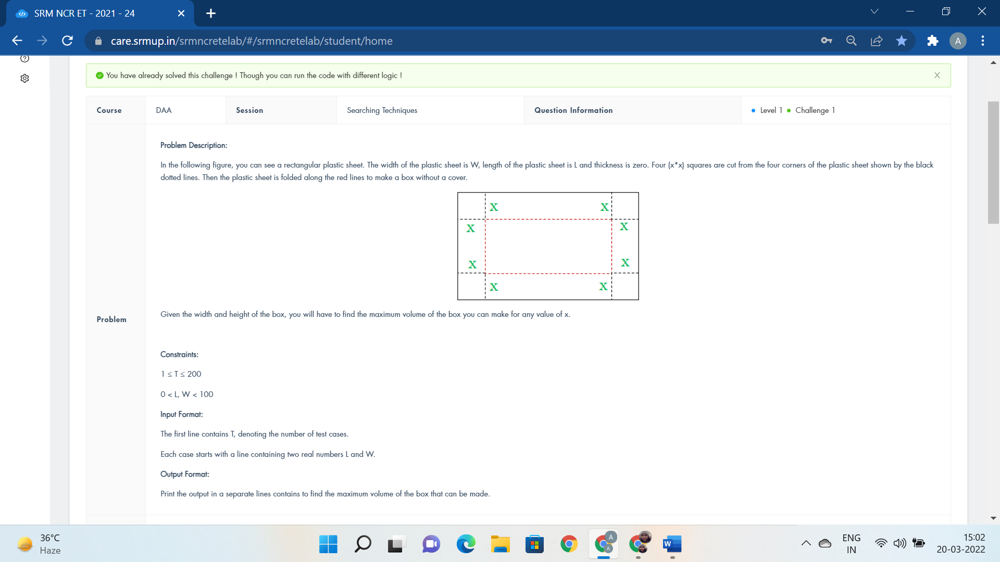 SRM NCR ET - 2021 - 24
care.srmup.in/srmncretelab/#/srmncretelab/student/home
A
You have already solved this challenge ! Though you can run the code with different logic !
Course DAA Session Searching Techniques Question Information Level 1 Challenge 1
Problem Description:
In the following figure, you can see a rectangular plastic sheet. The width of the plastic sheet is W, length of the plastic sheet is L and thickness is zero. Four (x*x) squares are cut from the four corners of the plastic sheet shown by the black
dotted lines. Then the plastic sheet is folded along the red lines to make a box without a cover.
X X
X X
X X
X X
Given the width and height of the box, you will have to find the maximum volume of the box you can make for any value of x.
Problem
Constraints:
1 ≤ T ≤ 200
0 < L, W < 100
Input Format:
The first line contains T, denoting the number of test cases.
Each case starts with a line containing two real numbers L and W.
Output Format:
Print the output in a separate lines contains to find the maximum volume of the box that can be made.
36°C
Haze
A
A
W
ENG
IN
15:02
20-03-2022